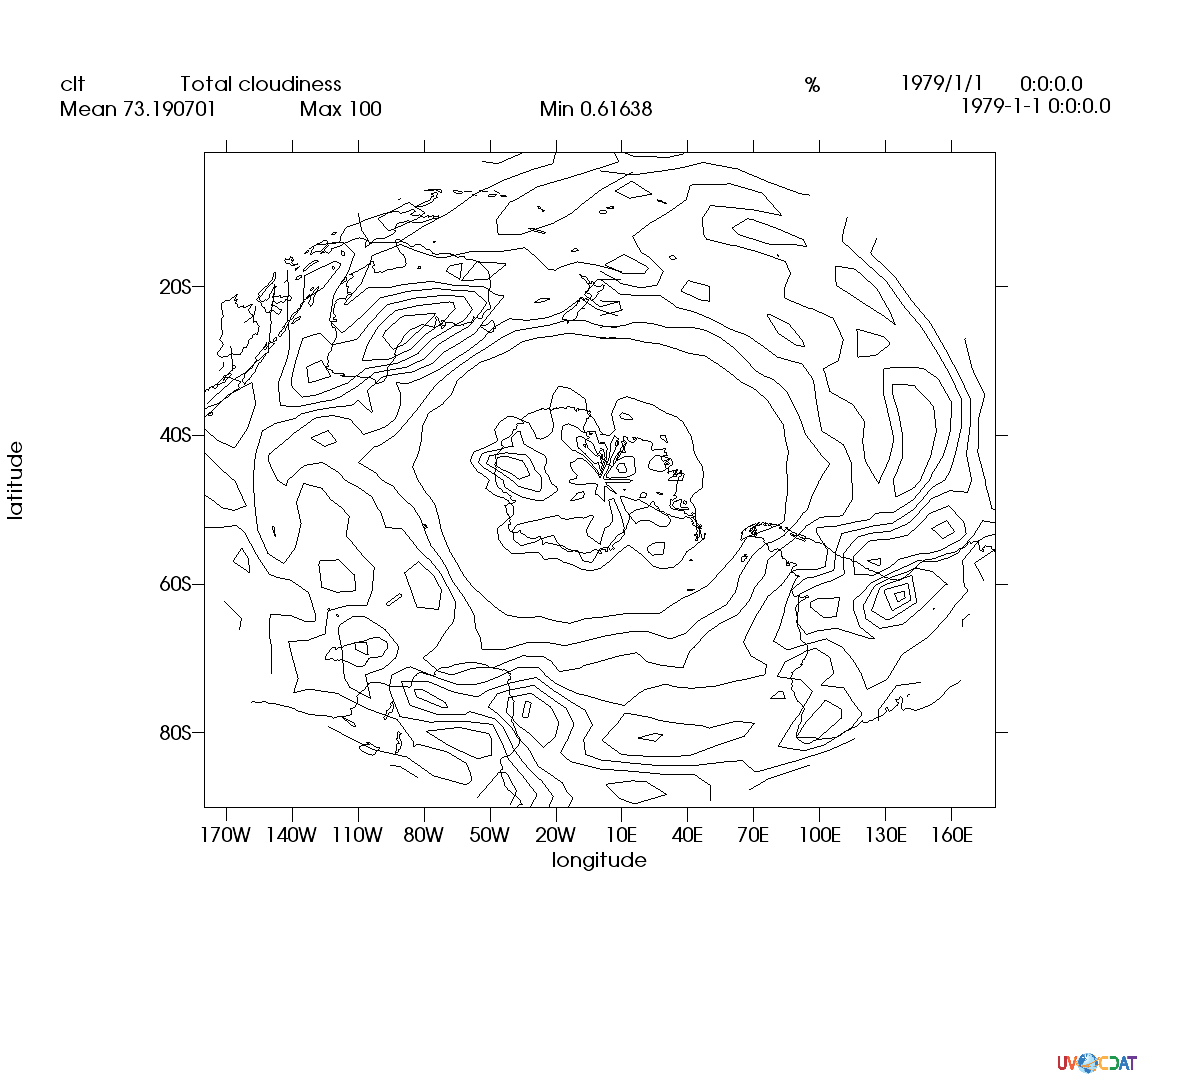 clt Total cloudiness % 1979/1/1 0:0:0.0
Mean 73.190701 Max 100 Min 0.61638 1979-1-1 0:0:0.0
latitude
20S
40S
60S
80S
170W 140W 110W 80W 50W 20W 10E 40E 70E 100E 130E 160E
longitude
UV CDAT